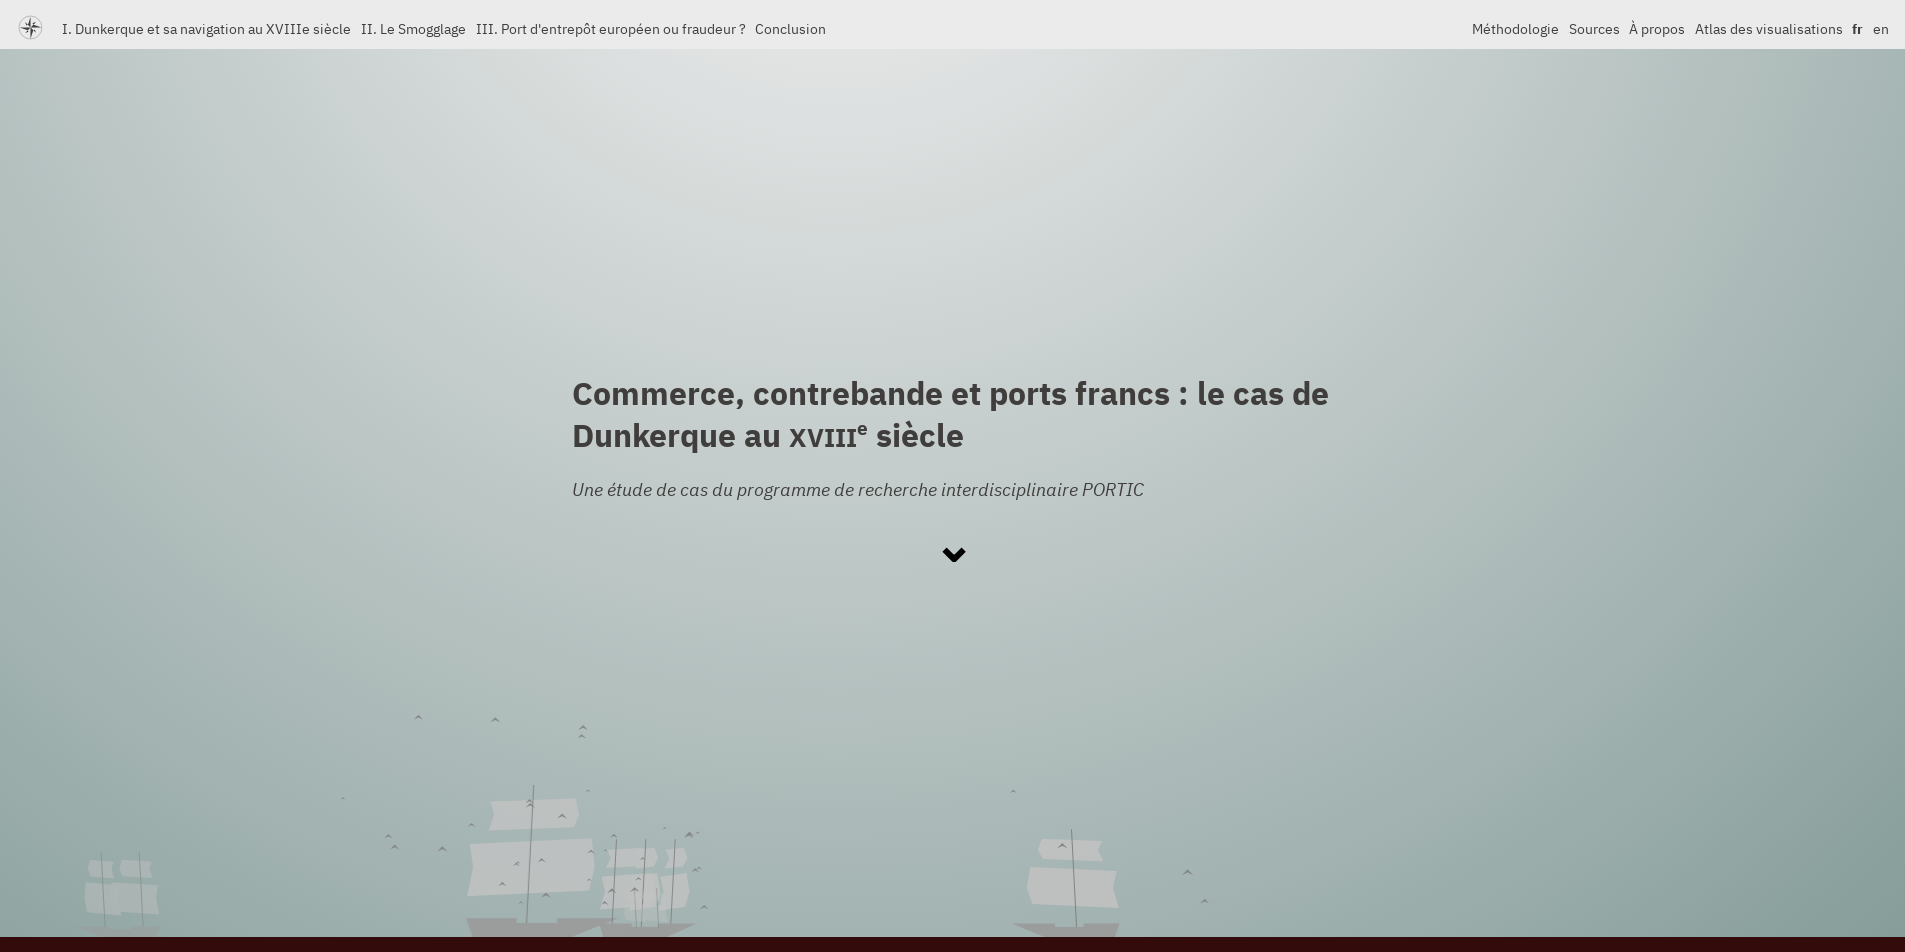 I. Dunkerque et sa navigation au XVIIIe siècle II. Le Smogglage III. Port d'entrepôt européen ou fraudeur ? Conclusion Méthodologie Sources À propos Atlas des visualisations fr en
Commerce, contrebande et ports francs : le cas de
Dunkerque au XVIIIe siècle
Une étude de cas du programme de recherche interdisciplinaire PORTIC